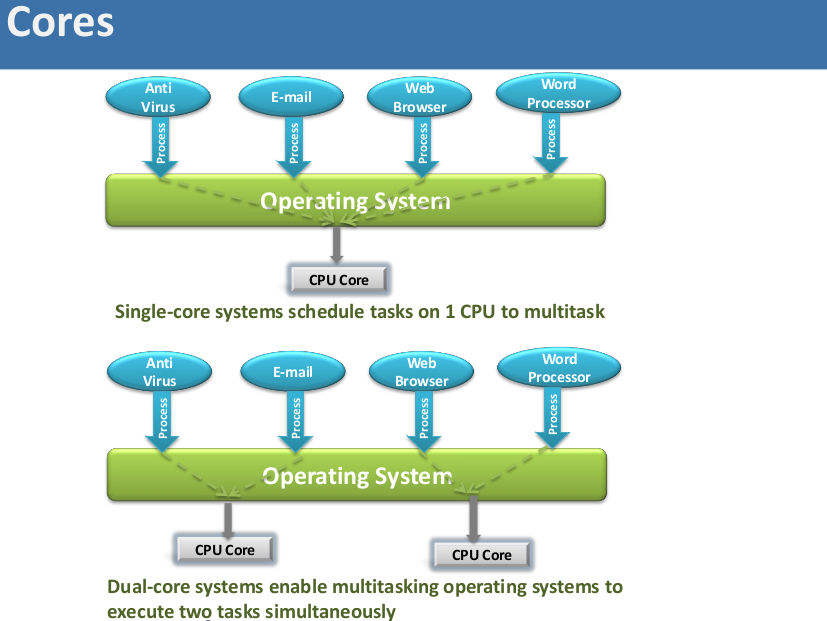 Cores
Anti
Virus
E-mail
Web
Browser
Word
Processor
Process
Process
Process
Process
Operating System
CPU Core
Single-core systems schedule tasks on 1 CPU to multitask
Anti
Virus
E-mail
Web
Browser
Word
Processor
Process
Process
Process
Process
Operating System
CPU Core
CPU Core
Dual-core systems enable multitasking operating systems to
execute two tasks simultaneously